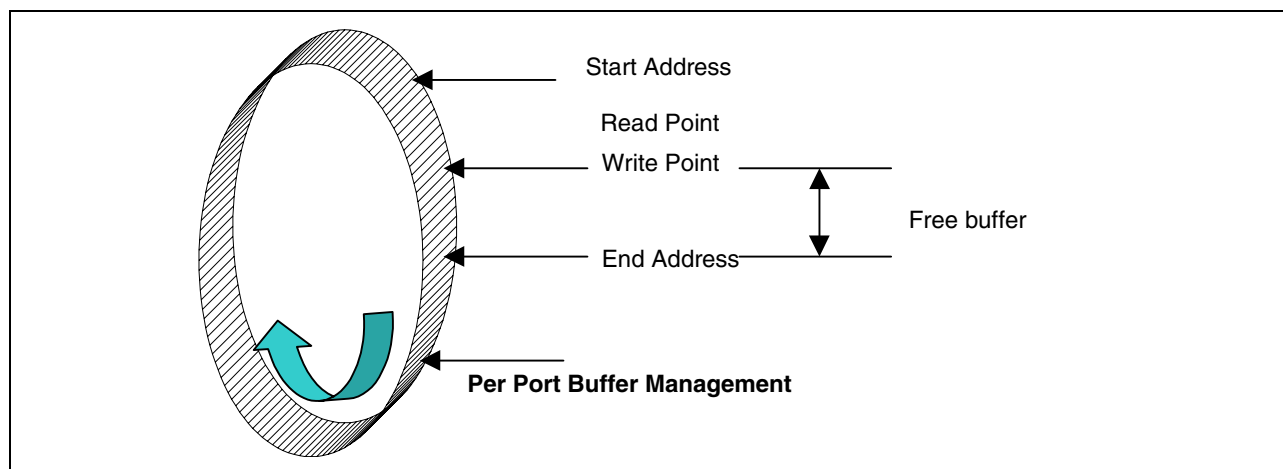 Start Address
Read Point
Write Point
Free buffer
End Address
Per Port Buffer Management